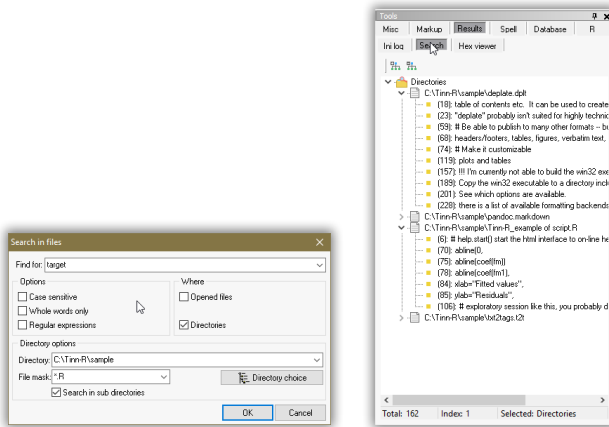 Search in files
Find for: target
Options
Case sensitive
Whole words only
Regular expressions
Where
Opened files
Directories
Directory options
Directory: C:\Tinn-R\sample
File mask: *.R
Directory choice
Search in sub directories
OK Cancel
Tools
Misc Markup Results Spell Database R
Ini log Search Hex viewer
Directories
C:\Tinn-R\sample\deplate.dplt
(18): table of contents etc. It can be used to create
(23): "deplate" probably isn't suited for highly technic
(59): # Be able to publish to many other formats -- bu
(68): headers/footers, tables, figures, verbatim text,
(74): # Make it customizable
(119): plots and tables
(157): !!! I'm currently not able to build the win32 exe
(189): Copy the win32 executable to a directory inclu
(201): See which options are available.
(228): there is a list of available formatting backends
C:\Tinn-R\sample\pandoc.markdown
C:\Tinn-R\sample\Tinn-R_example of script.R
(6): # help.start() start the html interface to on-line he
(70): abline(0,
(75): abline(coef(fm))
(78): abline(coef(fm1),
(84): xlab="Fitted values",
(85): ylab="Residuals",
(106): # exploratory session like this, you probably d
C:\Tinn-R\sample\txt2tags.t2t
Total: 162 Index: 1 Selected: Directories